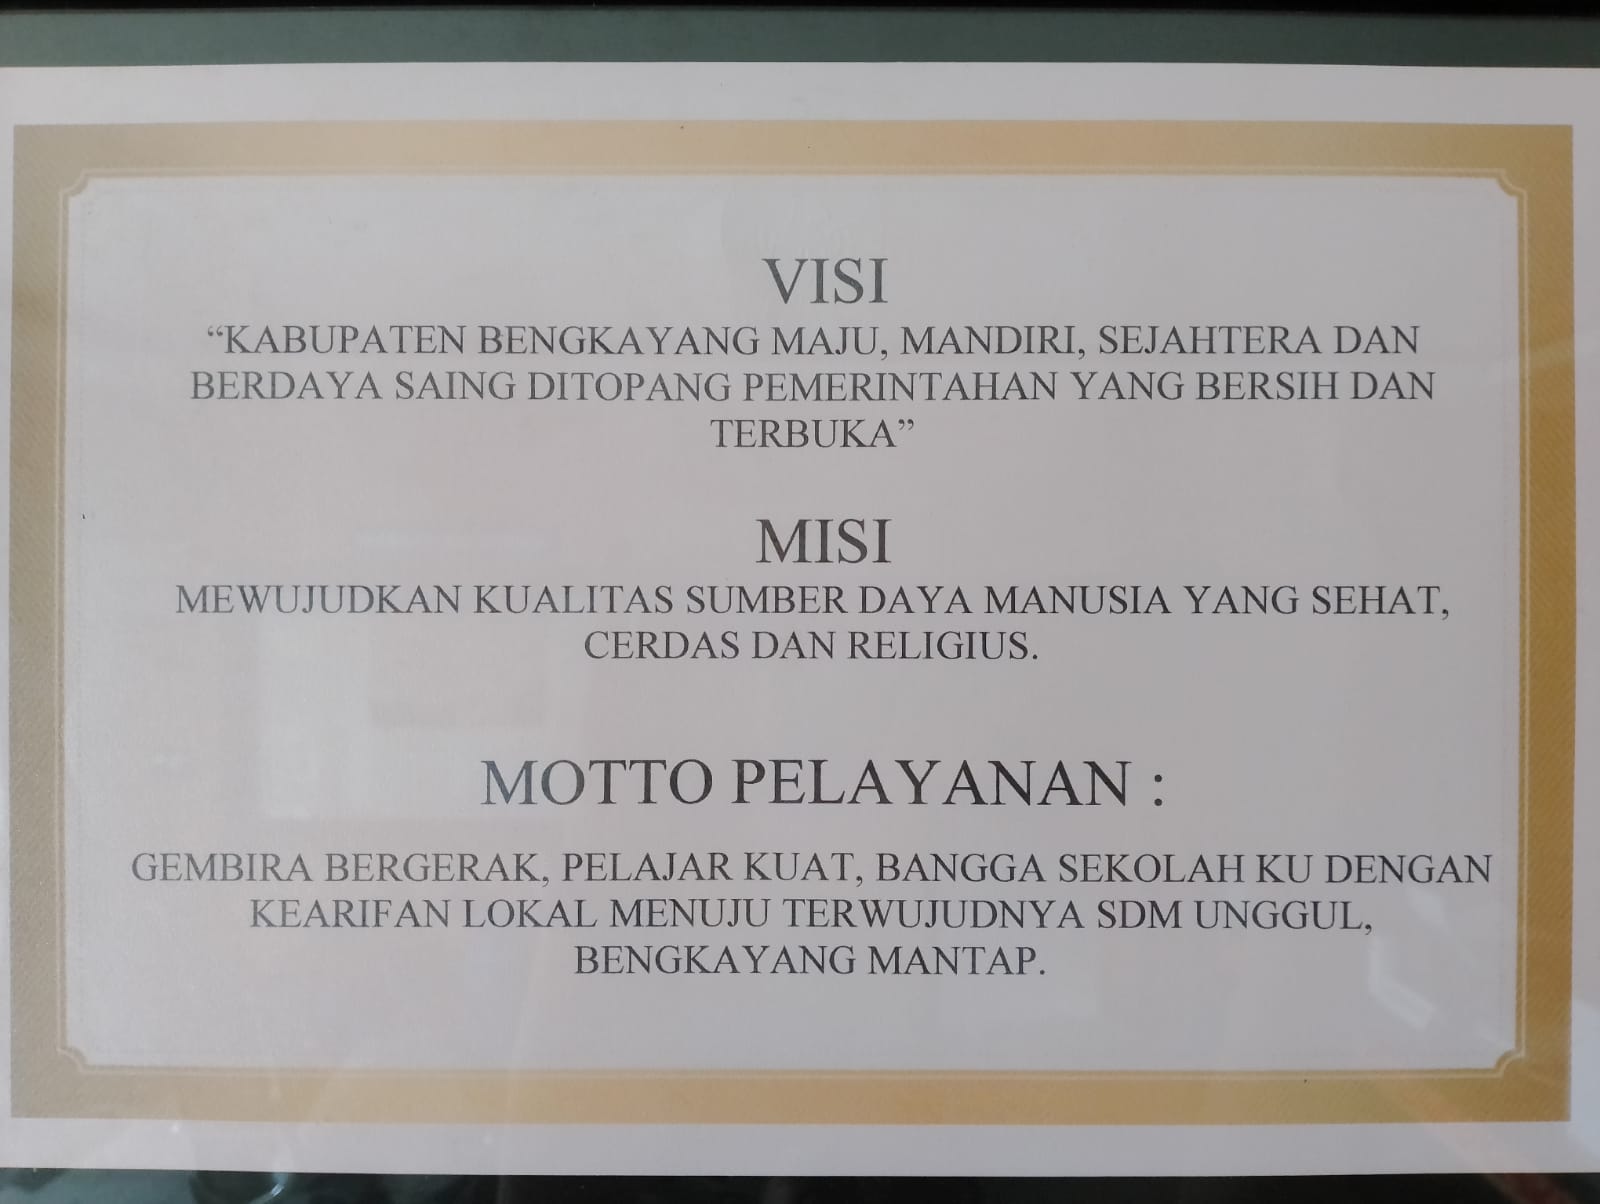 VISI
“KABUPATEN BENGKAYANG MAJU, MANDIRI, SEJAHTERA DAN
BERDAYA SAING DITOPANG PEMERINTAHAN YANG BERSIH DAN
TERBUKA”
MISI
MEWUJUDKAN KUALITAS SUMBER DAYA MANUSIA YANG SEHAT,
CERDAS DAN RELIGIUS.
MOTTO PELAYANAN :
GEMBIRA BERGERAK, PELAJAR KUAT, BANGGA SEKOLAH KU DENGAN
KEARIFAN LOKAL MENUJU TERWUJUDNYA SDM UNGGUL,
BENGKAYANG MANTAP.